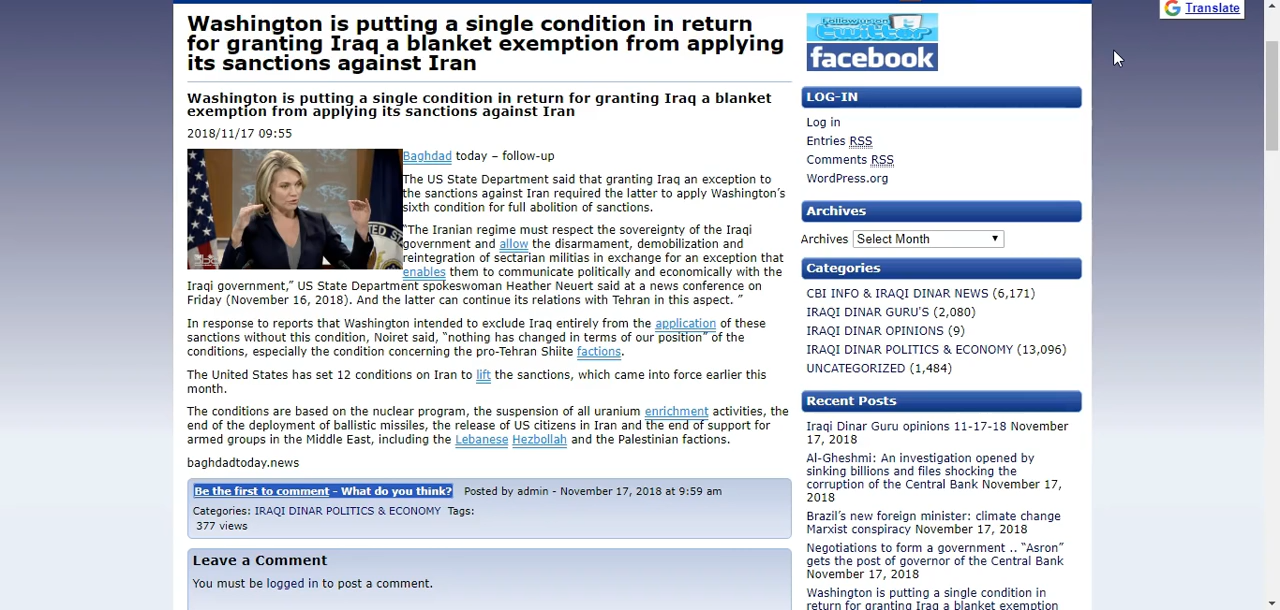 Washington is putting a single condition in return
for granting Iraq a blanket exemption from applying
its sanctions against Iran
Washington is putting a single condition in return for granting Iraq a blanket
exemption from applying its sanctions against Iran
2018/11/17 09:55
Baghdad today – follow-up
The US State Department said that granting Iraq an exception to
the sanctions against Iran required the latter to apply Washington's
sixth condition for full abolition of sanctions.
“The Iranian regime must respect the sovereignty of the Iraqi
government and allow the disarmament, demobilization and
reintegration of sectarian militias in exchange for an exception that
enables them to communicate politically and economically with the
Iraqi government,” US State Department spokeswoman Heather Neuert said at a news conference on
Friday (November 16, 2018). And the latter can continue its relations with Tehran in this aspect. ”
In response to reports that Washington intended to exclude Iraq entirely from the application of these
sanctions without this condition, Noiret said, “nothing has changed in terms of our position” of the
conditions, especially the condition concerning the pro-Tehran Shiite factions.
The United States has set 12 conditions on Iran to lift the sanctions, which came into force earlier this
month.
The conditions are based on the nuclear program, the suspension of all uranium enrichment activities, the
end of the deployment of ballistic missiles, the release of US citizens in Iran and the end of support for
armed groups in the Middle East, including the Lebanese Hezbollah and the Palestinian factions.
baghdadtoday.news
Be the first to comment - What do you think? Posted by admin - November 17, 2018 at 9:59 am
Categories: IRAQI DINAR POLITICS & ECONOMY Tags:
377 views
Leave a Comment
You must be logged in to post a comment.
Translate
Follow us on
twitter
facebook
LOG-IN
Log in
Entries RSS
Comments RSS
WordPress.org
Archives
Archives Select Month
Categories
CBI INFO & IRAQI DINAR NEWS (6,171)
IRAQI DINAR GURU'S (2,080)
IRAQI DINAR OPINIONS (9)
IRAQI DINAR POLITICS & ECONOMY (13,096)
UNCATEGORIZED (1,484)
Recent Posts
Iraqi Dinar Guru opinions 11-17-18 November
17, 2018
Al-Gheshmi: An investigation opened by
sinking billions and files shocking the
corruption of the Central Bank November 17,
2018
Brazil's new foreign minister: climate change
Marxist conspiracy November 17, 2018
Negotiations to form a government .. “Asron”
gets the post of governor of the Central Bank
November 17, 2018
Washington is putting a single condition in
return for granting Iraq a blanket exemption